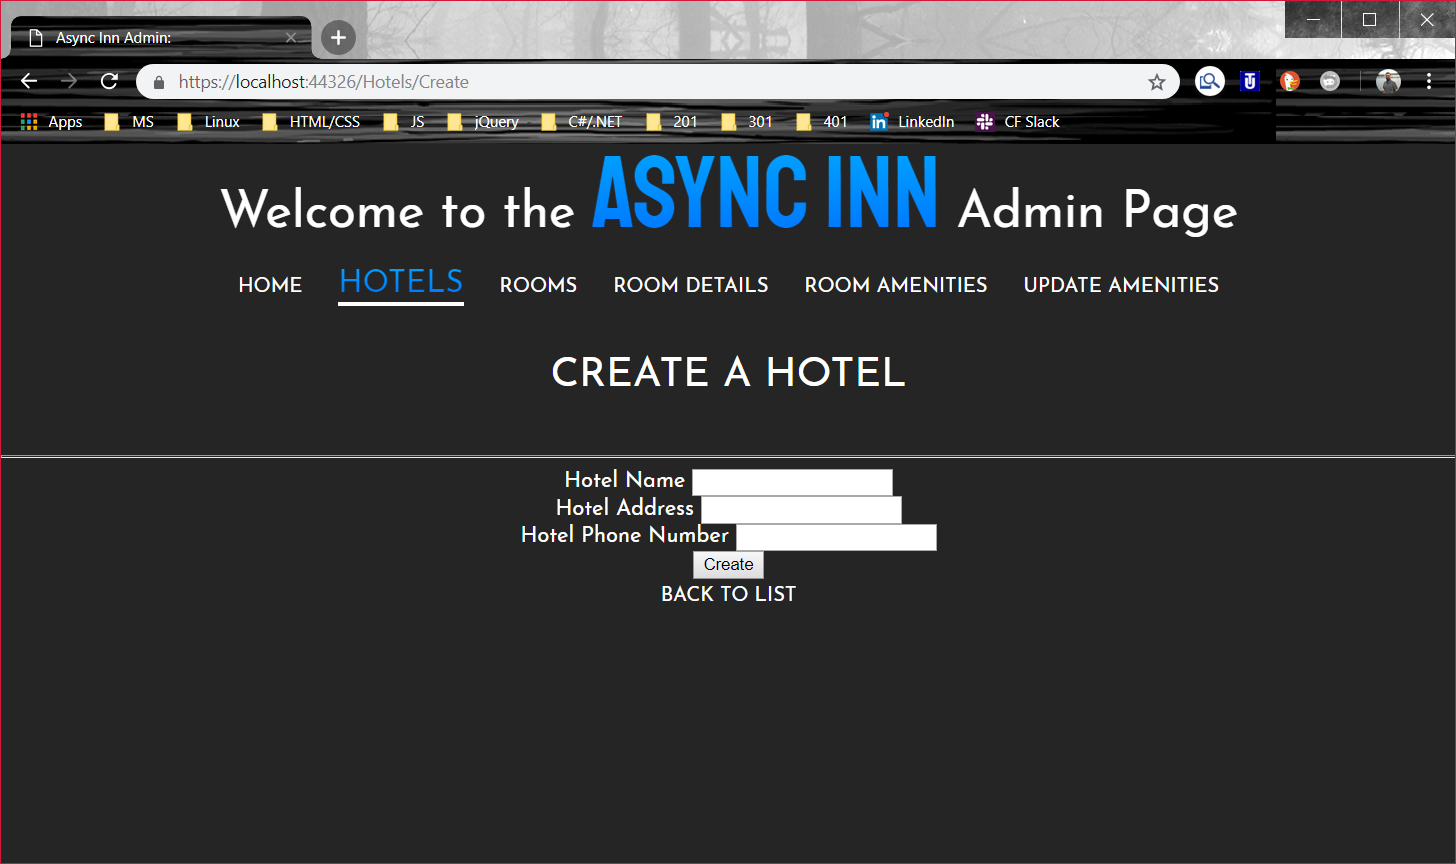 Async Inn Admin:
https://localhost:44326/Hotels/Create
Apps MS Linux HTML/CSS JS jQuery C#/.NET 201 301 401 LinkedIn CF Slack
Welcome to the ASYNC INN Admin Page
HOME HOTELS ROOMS ROOM DETAILS ROOM AMENITIES UPDATE AMENITIES
CREATE A HOTEL
Hotel Name
Hotel Address
Hotel Phone Number
Create
BACK TO LIST